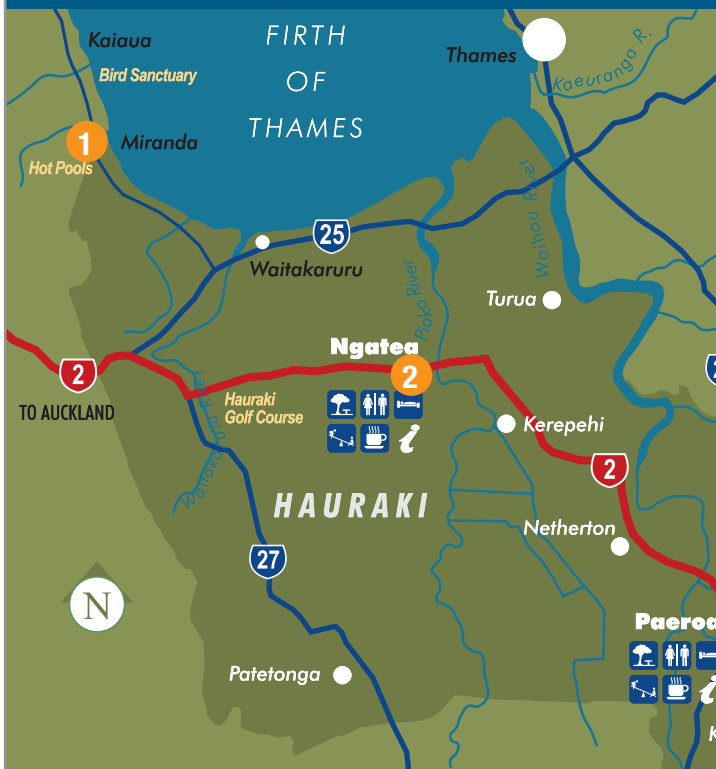 Kaiaua
FIRTH
OF
THAMES
Thames
Kaeuranga R.
Bird Sanctuary
1
Miranda
Hot Pools
Waihou River
25
Waitakaruru
Piako River
Turua
Ngatea
2
2
TO AUCKLAND
Hauraki
Golf Course
Waitakaruru River
i
Kerepehi
2
HAURAKI
Netherton
27
N
Paeroa
Patetonga
i
K